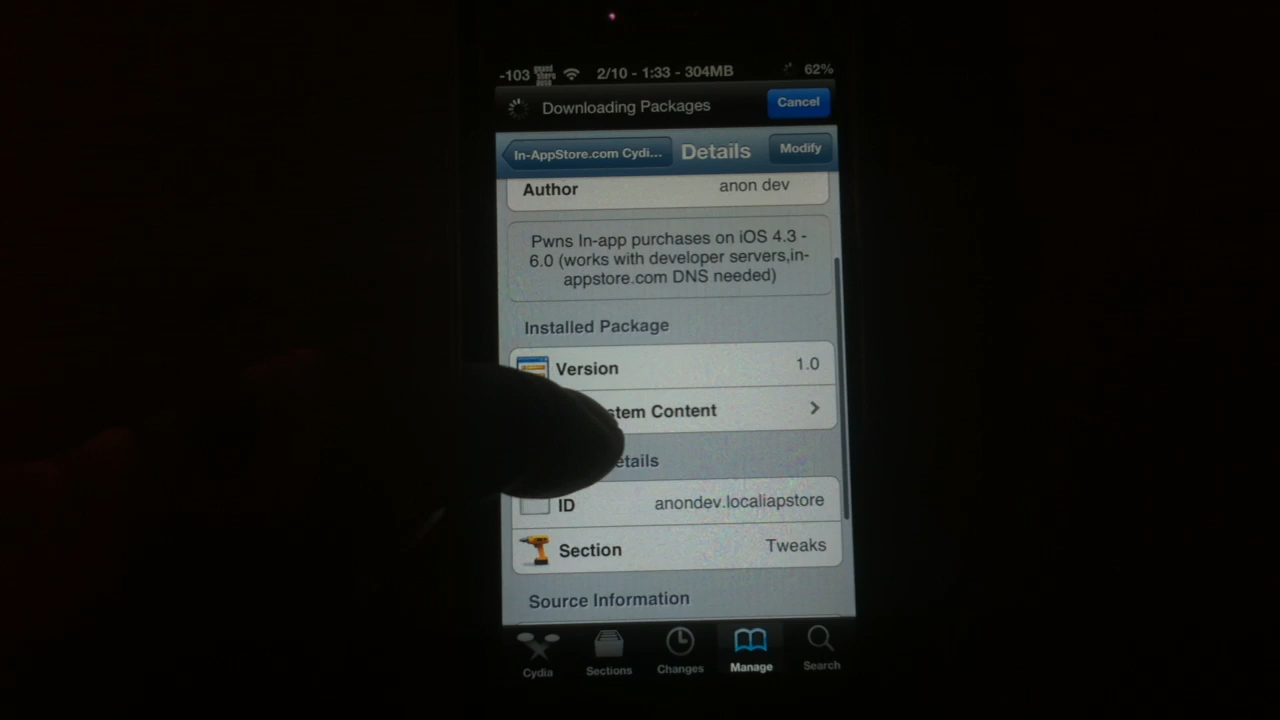 -103 2/10 - 1:33 - 304MB 62%
Downloading Packages Cancel
In-AppStore.com Cydi... Details Modify
Author anon dev
Pwns In-app purchases on iOS 4.3 -
6.0 (works with developer servers,in-
appstore.com DNS needed)
Installed Package
Version 1.0
stem Content
etails
ID anondev.localiapstore
Section Tweaks
Source Information
Cydia Sections Changes Manage Search